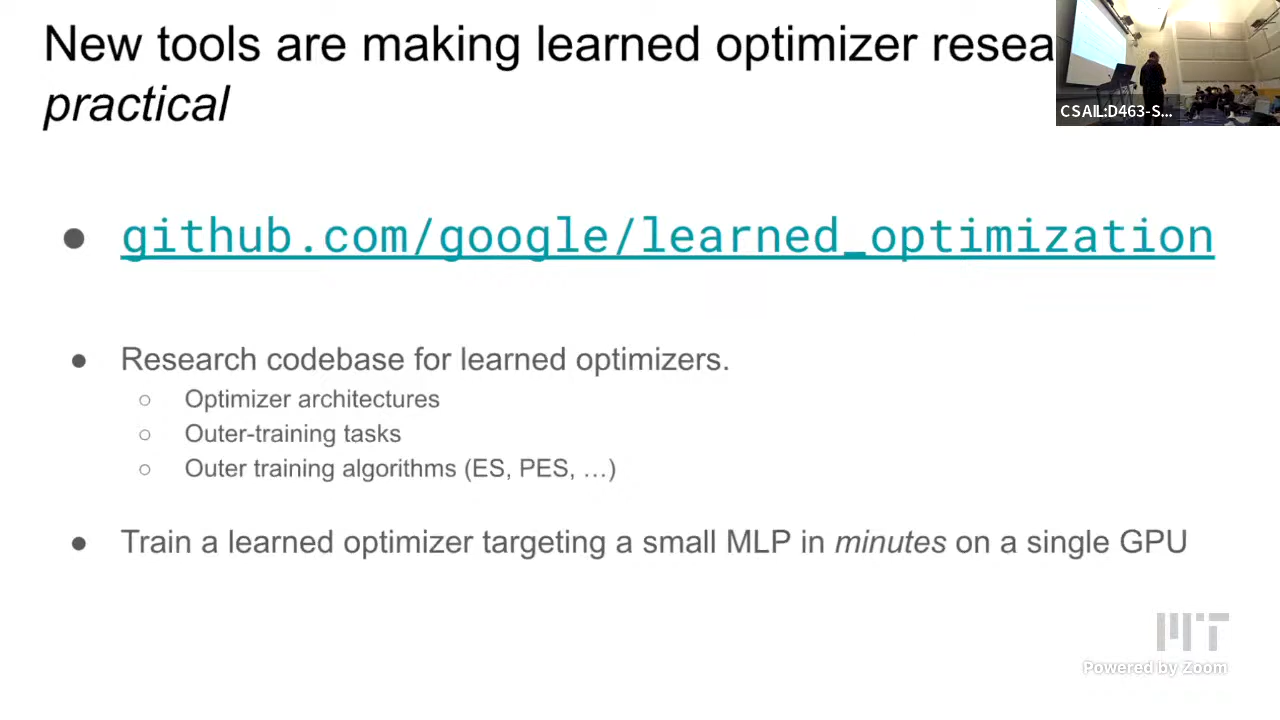 New tools are making learned optimizer resea
practical
CSAIL:D463-S...
github.com/google/learned_optimization
Research codebase for learned optimizers.
Optimizer architectures
Outer-training tasks
Outer training algorithms (ES, PES, …)
Train a learned optimizer targeting a small MLP in minutes on a single GPU
MIT
Powered by Zoom